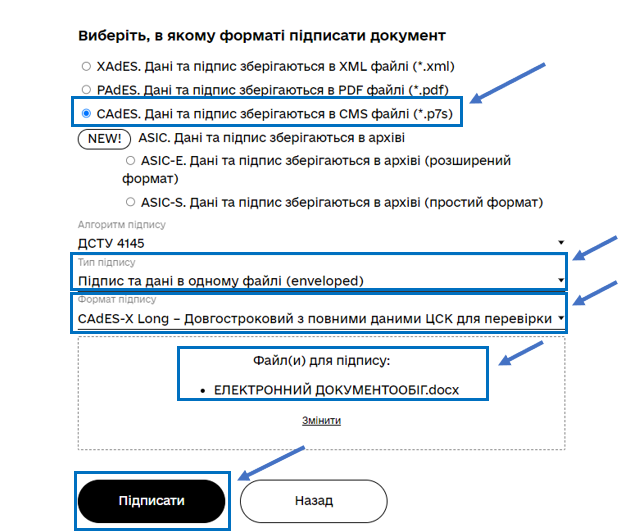 Виберіть, в якому форматі підписати документ
XAdES. Дані та підпис зберігаються в XML файлі (*.xml)
PAdES. Дані та підпис зберігаються в PDF файлі (*.pdf)
CAdES. Дані та підпис зберігаються в CMS файлі (*.p7s)
NEW! ASIC. Дані та підпис зберігаються в архіві
ASIC-E. Дані та підпис зберігаються в архіві (розширений
формат)
ASIC-S. Дані та підпис зберігаються в архіві (простий формат)
Алгоритм підпису
ДСТУ 4145
Тип підпису
Підпис та дані в одному файлі (enveloped)
Формат підпису
CAdES-X Long – Довгостроковий з повними даними ЦСК для перевірки
Файл(и) для підпису:
• ЕЛЕКТРОННИЙ ДОКУМЕНТООБІГ.docx
Змінити
Підписати
Назад